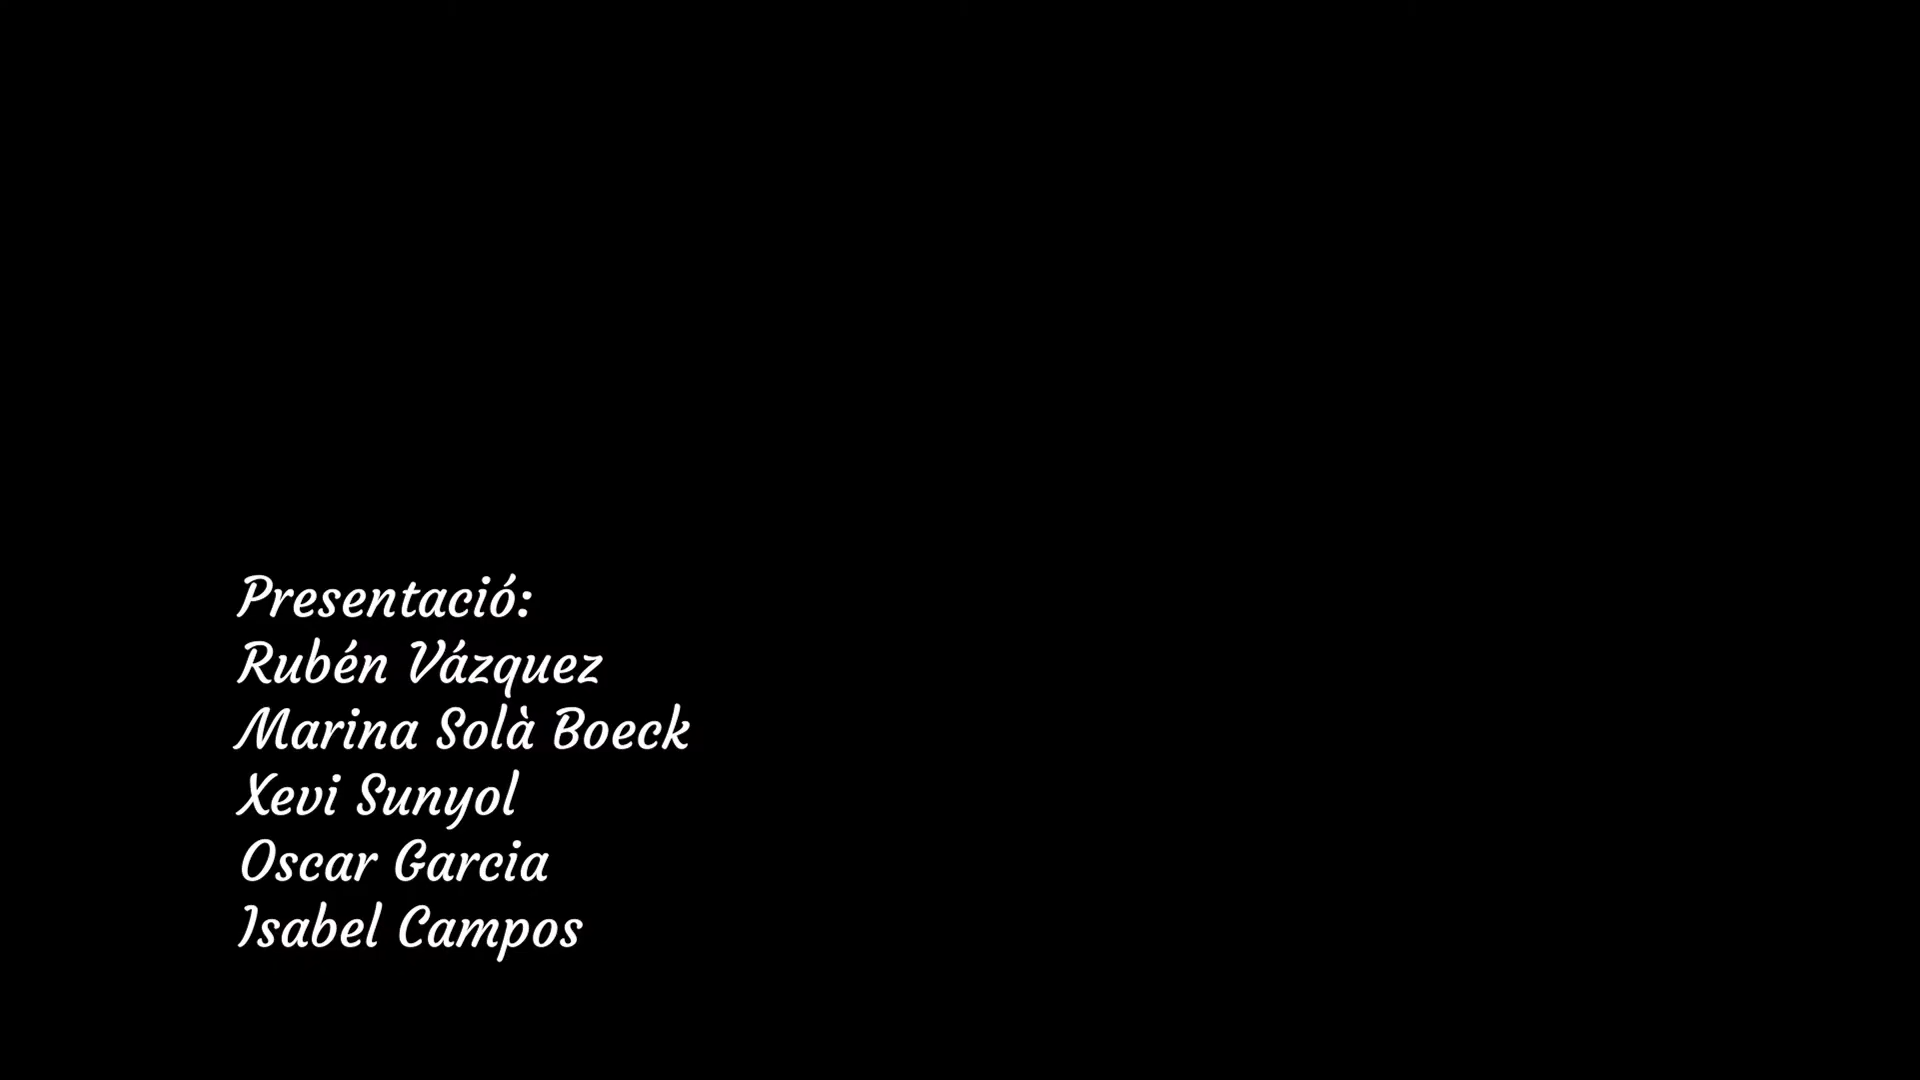 Presentació:
Rubén Vázquez
Marina Solà Boeck
Xevi Sunyol
Oscar Garcia
Isabel Campos